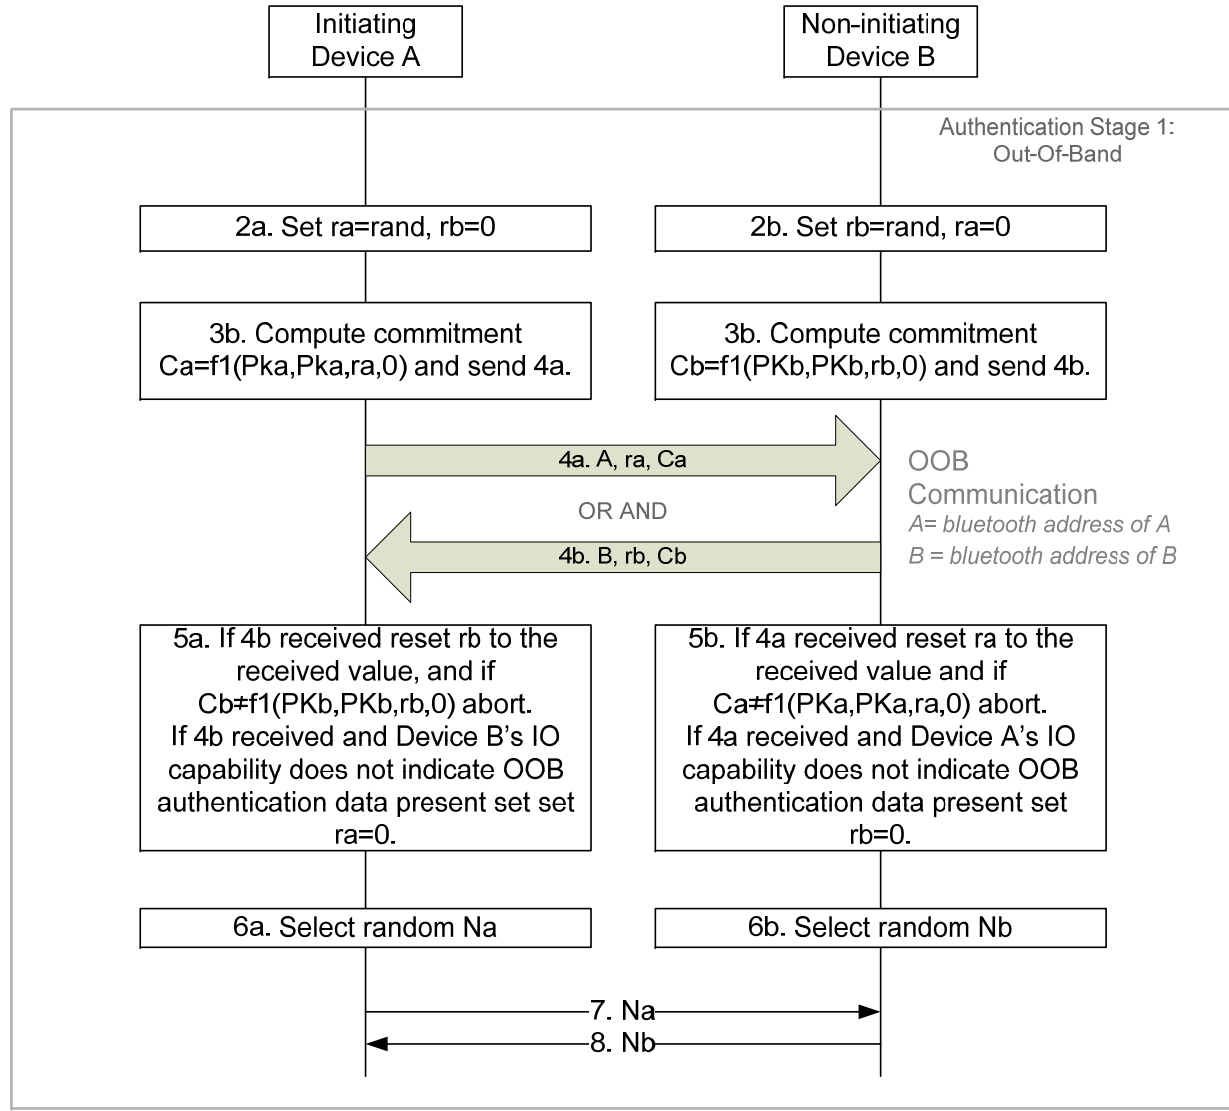 Initiating
Device A
Non-initiating
Device B
Authentication Stage 1:
Out-Of-Band
2a. Set ra=rand, rb=0
2b. Set rb=rand, ra=0
3b. Compute commitment
Ca=f1(Pka,Pka,ra,0) and send 4a.
3b. Compute commitment
Cb=f1(PKb,PKb,rb,0) and send 4b.
4a. A, ra, Ca
OR AND
4b. B, rb, Cb
OOB
Communication
A= bluetooth address of A
B = bluetooth address of B
5a. If 4b received reset rb to the
received value, and if
Cb≠f1(PKb,PKb,rb,0) abort.
If 4b received and Device B's IO
capability does not indicate OOB
authentication data present set set
ra=0.
5b. If 4a received reset ra to the
received value and if
Ca≠f1(PKa,PKa,ra,0) abort.
If 4a received and Device A's IO
capability does not indicate OOB
authentication data present set
rb=0.
6a. Select random Na
6b. Select random Nb
7. Na
8. Nb